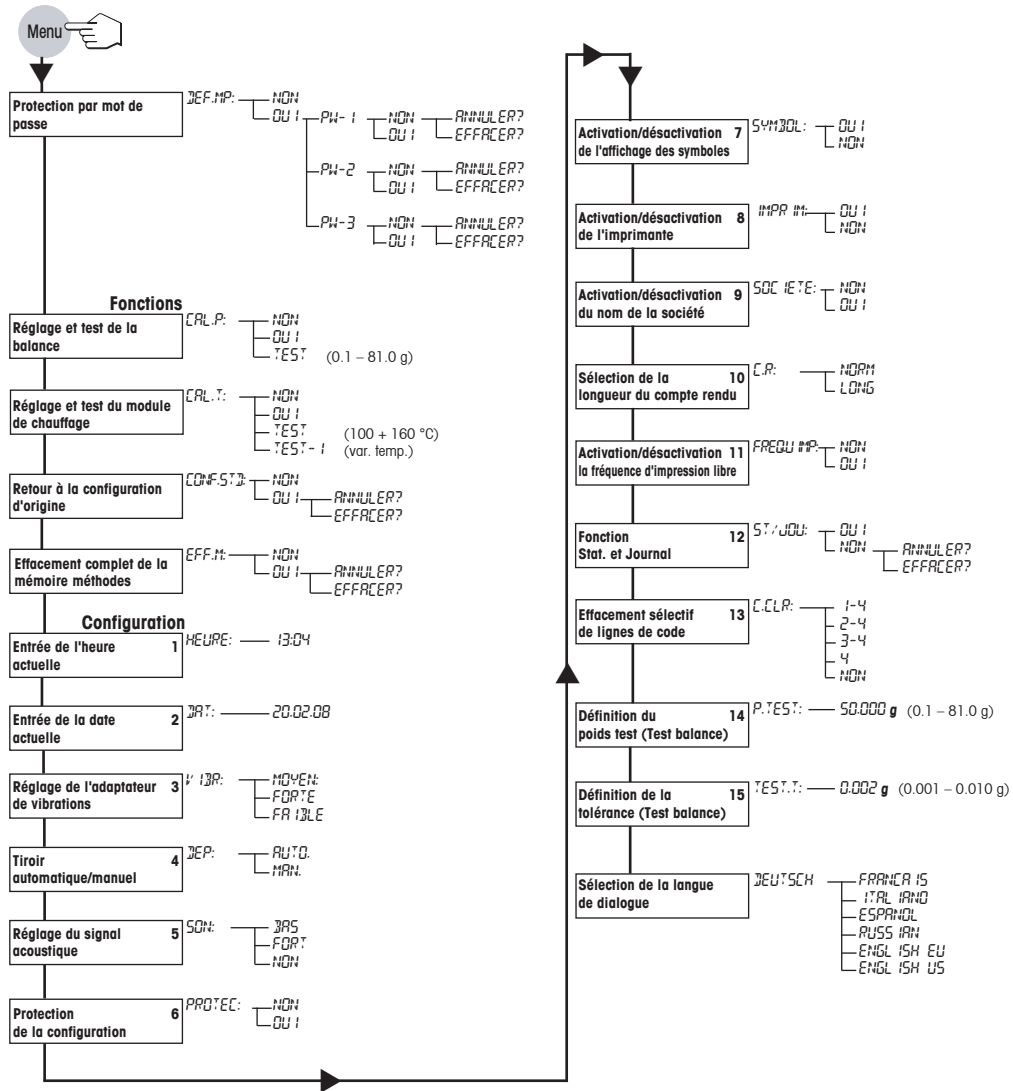 Menu
Protection par mot de
passe
DEF.MP:
NON
OUI
PW-1
NON
OUI
ANNULER?
EFFACER?
PW-2
NON
OUI
ANNULER?
EFFACER?
PW-3
NON
OUI
ANNULER?
EFFACER?
Fonctions
Réglage et test de la
balance
CAL.P:
NON
OUI
TEST (0.1 – 81.0 g)
Réglage et test du module
de chauffage
CAL.T:
NON
OUI
TEST (100 + 160 °C)
TEST-1 (var. temp.)
Retour à la configuration
d'origine
CONF.STD:
NON
OUI
ANNULER?
EFFACER?
Effacement complet de la
mémoire méthodes
EFF.M:
NON
OUI
ANNULER?
EFFACER?
Configuration
Entrée de l'heure 1
actuelle
HEURE: 13:04
Entrée de la date 2
actuelle
DAT: 20.02.08
Réglage de l'adaptateur 3
de vibrations
VIBR:
MOYEN:
FORTE
FAIBLE
Tiroir 4
automatique/manuel
DEP:
AUTO.
MAN.
Réglage du signal 5
acoustique
SON:
BAS
FORT
NON
Protection 6
de la configuration
PROTEC:
NON
OUI
Activation/désactivation 7
de l'affichage des symboles
SYMBOL:
OUI
NON
Activation/désactivation 8
de l'imprimante
IMPRIM:
OUI
NON
Activation/désactivation 9
du nom de la société
SOCIETE:
NON
OUI
Sélection de la 10
longueur du compte rendu
C.R:
NORM
LONG
Activation/désactivation 11
la fréquence d'impression libre
FREQUIMP:
NON
OUI
Fonction 12
Stat. et Journal
ST/JOU:
OUI
NON
ANNULER?
EFFACER?
Effacement sélectif 13
de lignes de code
C.CLR:
1-4
2-4
3-4
4
NON
Définition du 14
poids test (Test balance)
P.TEST: 50.000 g (0.1 – 81.0 g)
Définition de la 15
tolérance (Test balance)
TEST.T: 0.002 g (0.001 – 0.010 g)
Sélection de la langue
de dialogue
DEUTSCH
FRANCAIS
ITALIANO
ESPANOL
RUSSIAN
ENGLISH EU
ENGLISH US